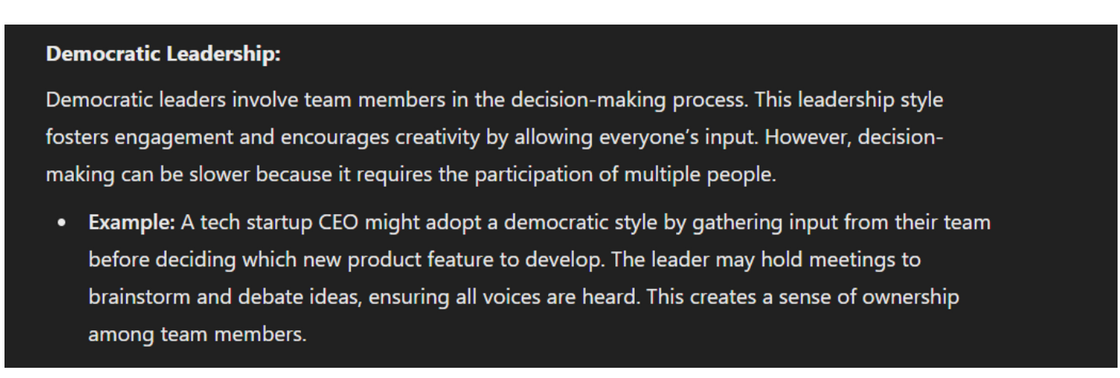 Democratic Leadership:
Democratic leaders involve team members in the decision-making process. This leadership style
fosters engagement and encourages creativity by allowing everyone’s input. However, decision-
making can be slower because it requires the participation of multiple people.
• Example: A tech startup CEO might adopt a democratic style by gathering input from their team
before deciding which new product feature to develop. The leader may hold meetings to
brainstorm and debate ideas, ensuring all voices are heard. This creates a sense of ownership
among team members.